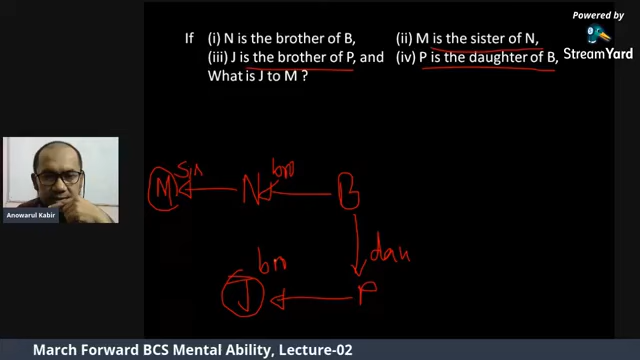 Powered by
StreamYard
If (i) N is the brother of B, (ii) M is the sister of N,
(iii) J is the brother of P, and (iv) P is the daughter of B,
What is J to M ?
M sis N bro B
dau
bro
J P
Anowarul Kabir
March Forward BCS Mental Ability, Lecture-02